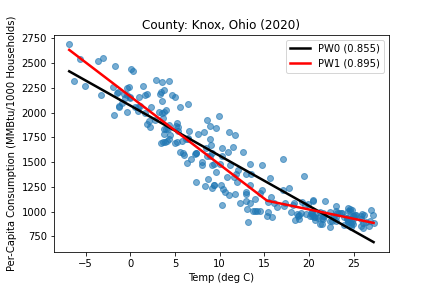 County: Knox, Ohio (2020)
Per-Capita Consumption (MMBtu/1000 Households)
2750
2500
2250
2000
1750
1500
1250
1000
750
PW0 (0.855)
PW1 (0.895)
−5 0 5 10 15 20 25
Temp (deg C)